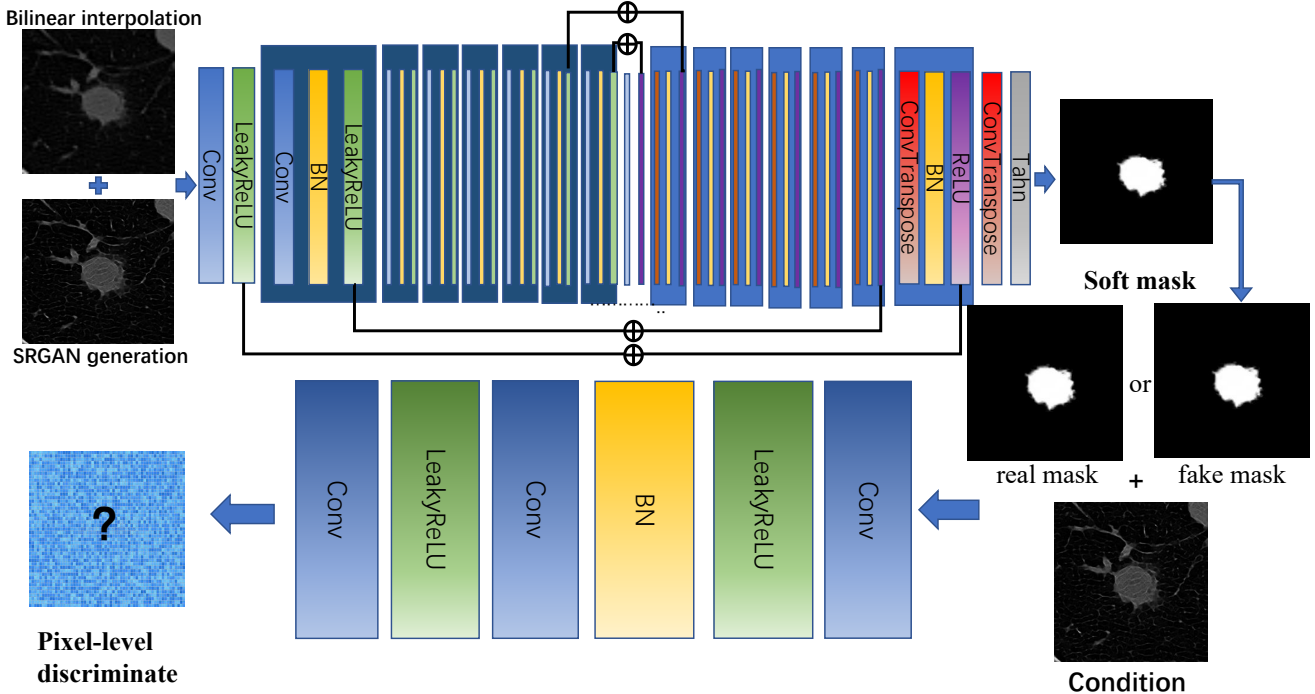 Bilinear interpolation
SRGAN generation
Conv
LeakyReLU
Conv
BN
LeakyReLU
ConvTranspose
BN
ReLU
ConvTranspose
Tahn
Soft mask
or
real mask
+
fake mask
Condition
Conv
LeakyReLU
Conv
BN
LeakyReLU
Conv
?
Pixel-level
discriminate